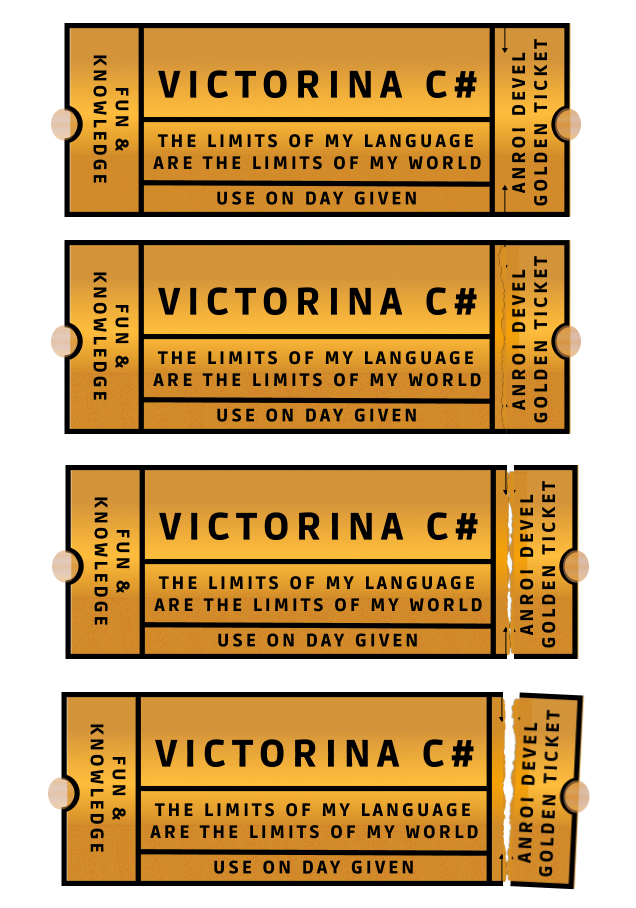 FUN &
KNOWLEDGE
VICTORINA C#
THE LIMITS OF MY LANGUAGE
ARE THE LIMITS OF MY WORLD
USE ON DAY GIVEN
ANROI DEVEL
GOLDEN TICKET
FUN &
KNOWLEDGE
VICTORINA C#
THE LIMITS OF MY LANGUAGE
ARE THE LIMITS OF MY WORLD
USE ON DAY GIVEN
ANROI DEVEL
GOLDEN TICKET
FUN &
KNOWLEDGE
VICTORINA C#
THE LIMITS OF MY LANGUAGE
ARE THE LIMITS OF MY WORLD
USE ON DAY GIVEN
ANROI DEVEL
GOLDEN TICKET
FUN &
KNOWLEDGE
VICTORINA C#
THE LIMITS OF MY LANGUAGE
ARE THE LIMITS OF MY WORLD
USE ON DAY GIVEN
ANROI DEVEL
GOLDEN TICKET